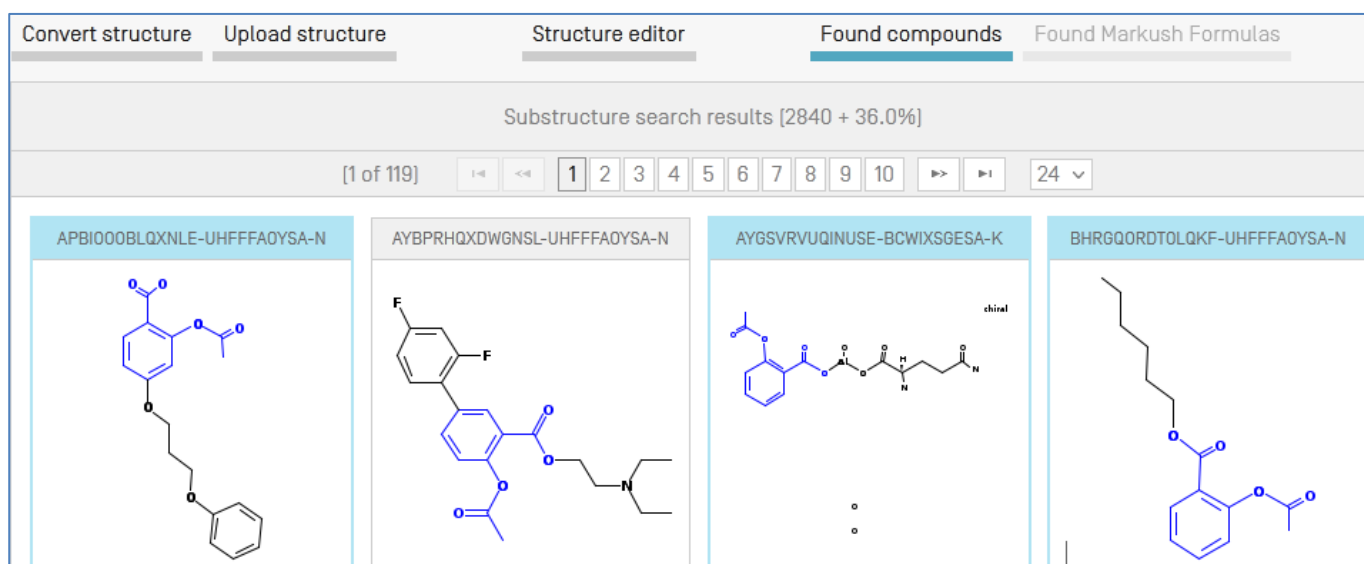 Convert structure Upload structure Structure editor Found compounds Found Markush Formulas
Substructure search results [2840 + 36.0%]
[1 of 119] 1 2 3 4 5 6 7 8 9 10 24
APBIOOOBLQXNLE-UHFFFAOYSA-N AYBPRHQXDWGNSL-UHFFFAOYSA-N AYGSVRVUQINUSE-BCWIXSGESA-K BHRGQORDTOLQKF-UHFFFAOYSA-N
O O O O O
F F O O O O N
chiral
O O O O Al O O O H N O N
O
O
O O O O